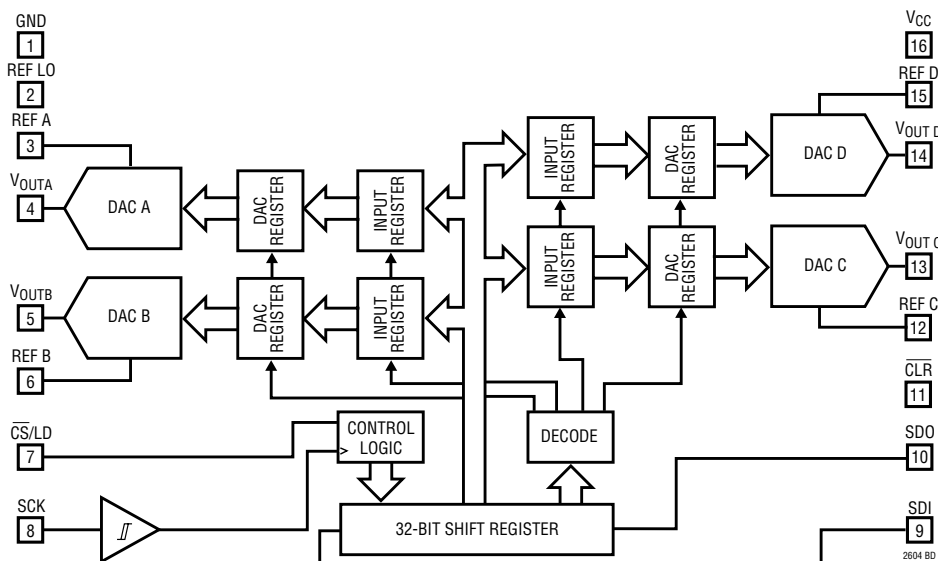 GND
1
REF LO
2
REF A
3
VOUTA
4
VOUTB
5
REF B
6
CS/LD
7
SCK
8
DAC A
DAC B
DAC
REGISTER
INPUT
REGISTER
DAC
REGISTER
INPUT
REGISTER
CONTROL
LOGIC
32-BIT SHIFT REGISTER
DECODE
INPUT
REGISTER
DAC
REGISTER
INPUT
REGISTER
DAC
REGISTER
DAC D
DAC C
VCC
16
REF D
15
VOUT D
14
VOUT C
13
REF C
12
CLR
11
SDO
10
SDI
9
2604 BD